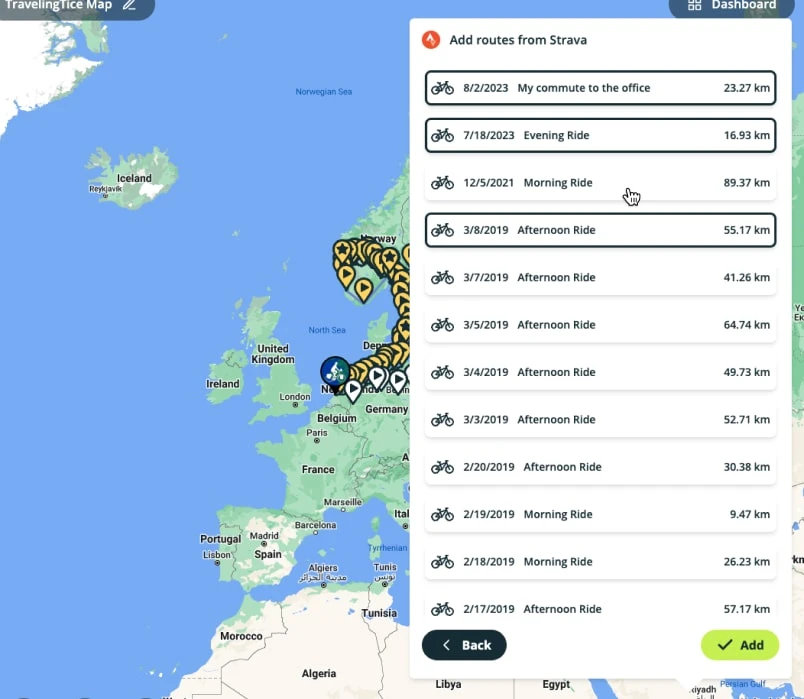 TravelingTice Map
Dashboard
Add routes from Strava
8/2/2023 My commute to the office 23.27 km
7/18/2023 Evening Ride 16.93 km
12/5/2021 Morning Ride 89.37 km
3/8/2019 Afternoon Ride 55.17 km
3/7/2019 Afternoon Ride 41.26 km
3/5/2019 Afternoon Ride 64.74 km
3/4/2019 Afternoon Ride 49.73 km
3/3/2019 Afternoon Ride 52.71 km
2/20/2019 Afternoon Ride 30.38 km
2/19/2019 Morning Ride 9.47 km
2/18/2019 Morning Ride 26.23 km
2/17/2019 Afternoon Ride 57.17 km
Back
Add
Norwegian Sea
Iceland
Reykjavik
Norway
North Sea
United
Kingdom
Ireland
London
Belgium
Germany
Paris
France
Marseille
Barcelona
Portugal
Madrid
Lisbon
Spain
Tyrrhenian
Algiers
مدينة الجزائر
Tunis
تونس
Tunisia
Morocco
Algeria
Libya
Egypt
Persian Gulf